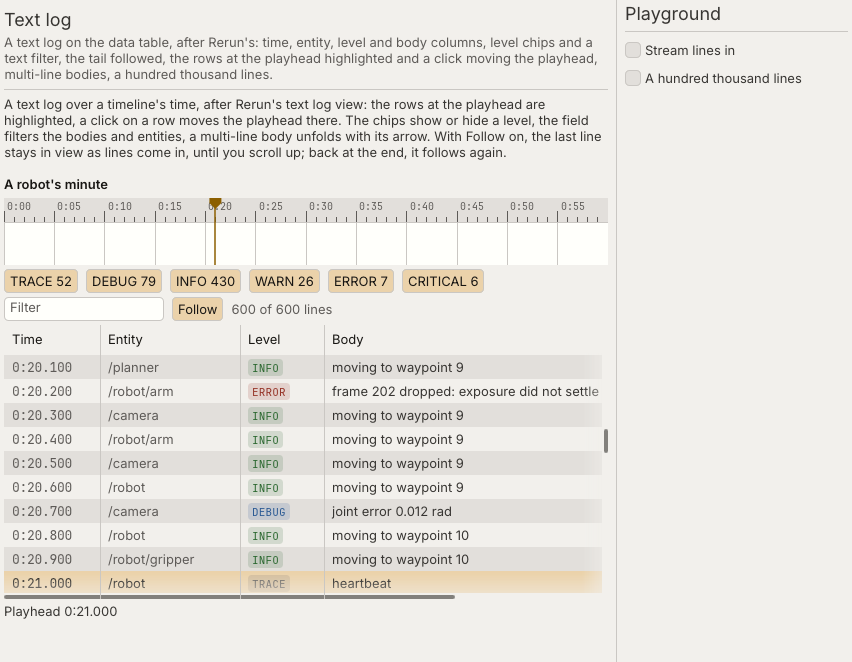 Text log
A text log on the data table, after Rerun's: time, entity, level and body columns, level chips and a
text filter, the tail followed, the rows at the playhead highlighted and a click moving the playhead,
multi-line bodies, a hundred thousand lines.
A text log over a timeline's time, after Rerun's text log view: the rows at the playhead are
highlighted, a click on a row moves the playhead there. The chips show or hide a level, the field
filters the bodies and entities, a multi-line body unfolds with its arrow. With Follow on, the last line
stays in view as lines come in, until you scroll up; back at the end, it follows again.
A robot's minute
0:00 0:05 0:10 0:15 0:20 0:25 0:30 0:35 0:40 0:45 0:50 0:55
TRACE 52 DEBUG 79 INFO 430 WARN 26 ERROR 7 CRITICAL 6
Filter Follow 600 of 600 lines
Time Entity Level Body
0:20.100 /planner INFO moving to waypoint 9
0:20.200 /robot/arm ERROR frame 202 dropped: exposure did not settle
0:20.300 /camera INFO moving to waypoint 9
0:20.400 /robot/arm INFO moving to waypoint 9
0:20.500 /camera INFO moving to waypoint 9
0:20.600 /robot INFO moving to waypoint 9
0:20.700 /camera DEBUG joint error 0.012 rad
0:20.800 /robot INFO moving to waypoint 10
0:20.900 /robot/gripper INFO moving to waypoint 10
0:21.000 /robot TRACE heartbeat
Playhead 0:21.000
Playground
Stream lines in
A hundred thousand lines